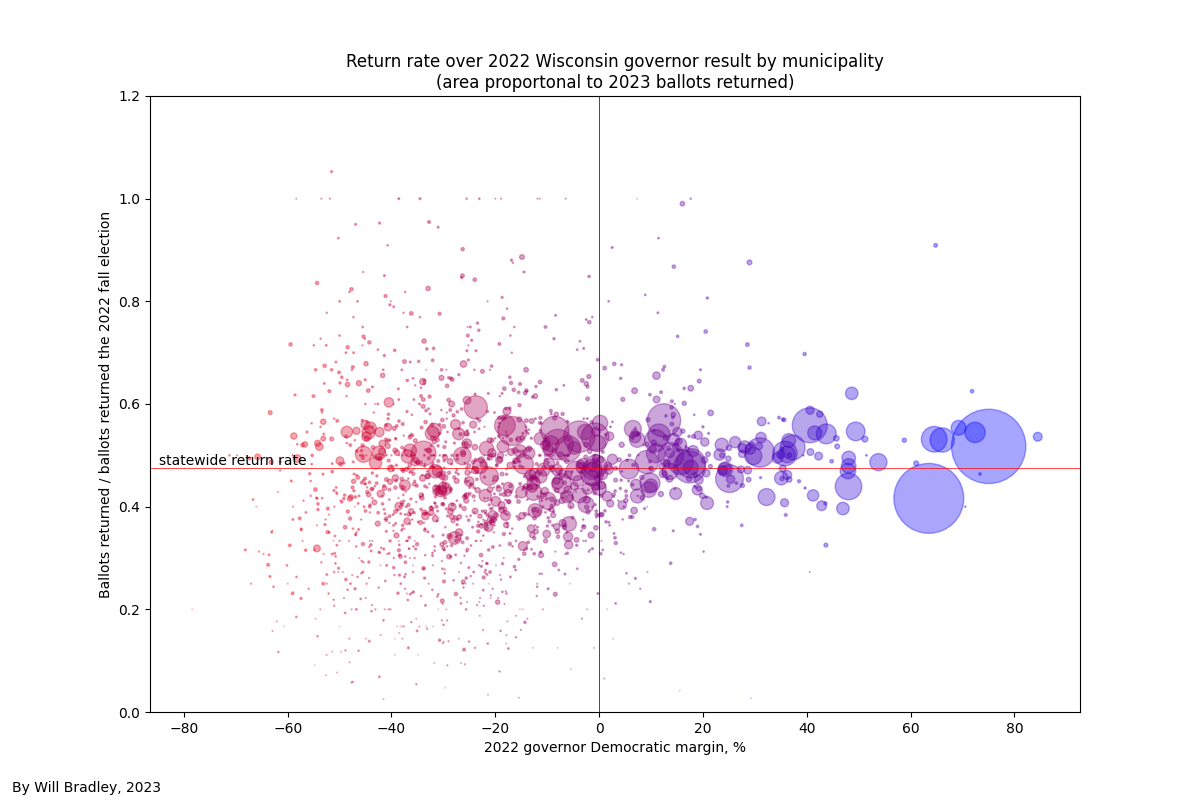 Return rate over 2022 Wisconsin governor result by municipality
(area proportonal to 2023 ballots returned)
1.2
1.0
0.8
0.6
0.4
0.2
0.0
Ballots returned / ballots returned the 2022 fall election
statewide return rate
−80
−60
−40
−20
0
20
40
60
80
2022 governor Democratic margin, %
By Will Bradley, 2023